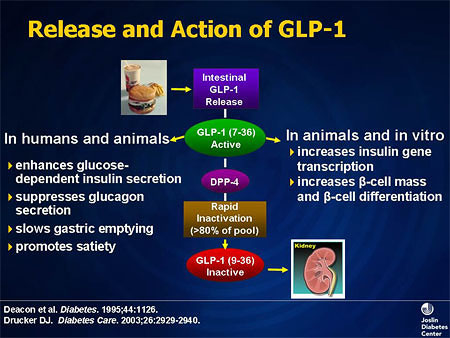 Release and Action of GLP-1
Intestinal
GLP-1
Release
GLP-1 (7-36)
Active
In humans and animals
enhances glucose-
dependent insulin secretion
suppresses glucagon
secretion
slows gastric emptying
promotes satiety
In animals and in vitro
increases insulin gene
transcription
increases β-cell mass
and β-cell differentiation
DPP-4
Rapid
Inactivation
(>80% of pool)
GLP-1 (9-36)
Inactive
Kidney
Deacon et al. Diabetes. 1995;44:1126.
Drucker DJ. Diabetes Care. 2003;26:2929-2940.
Joslin
Diabetes
Center